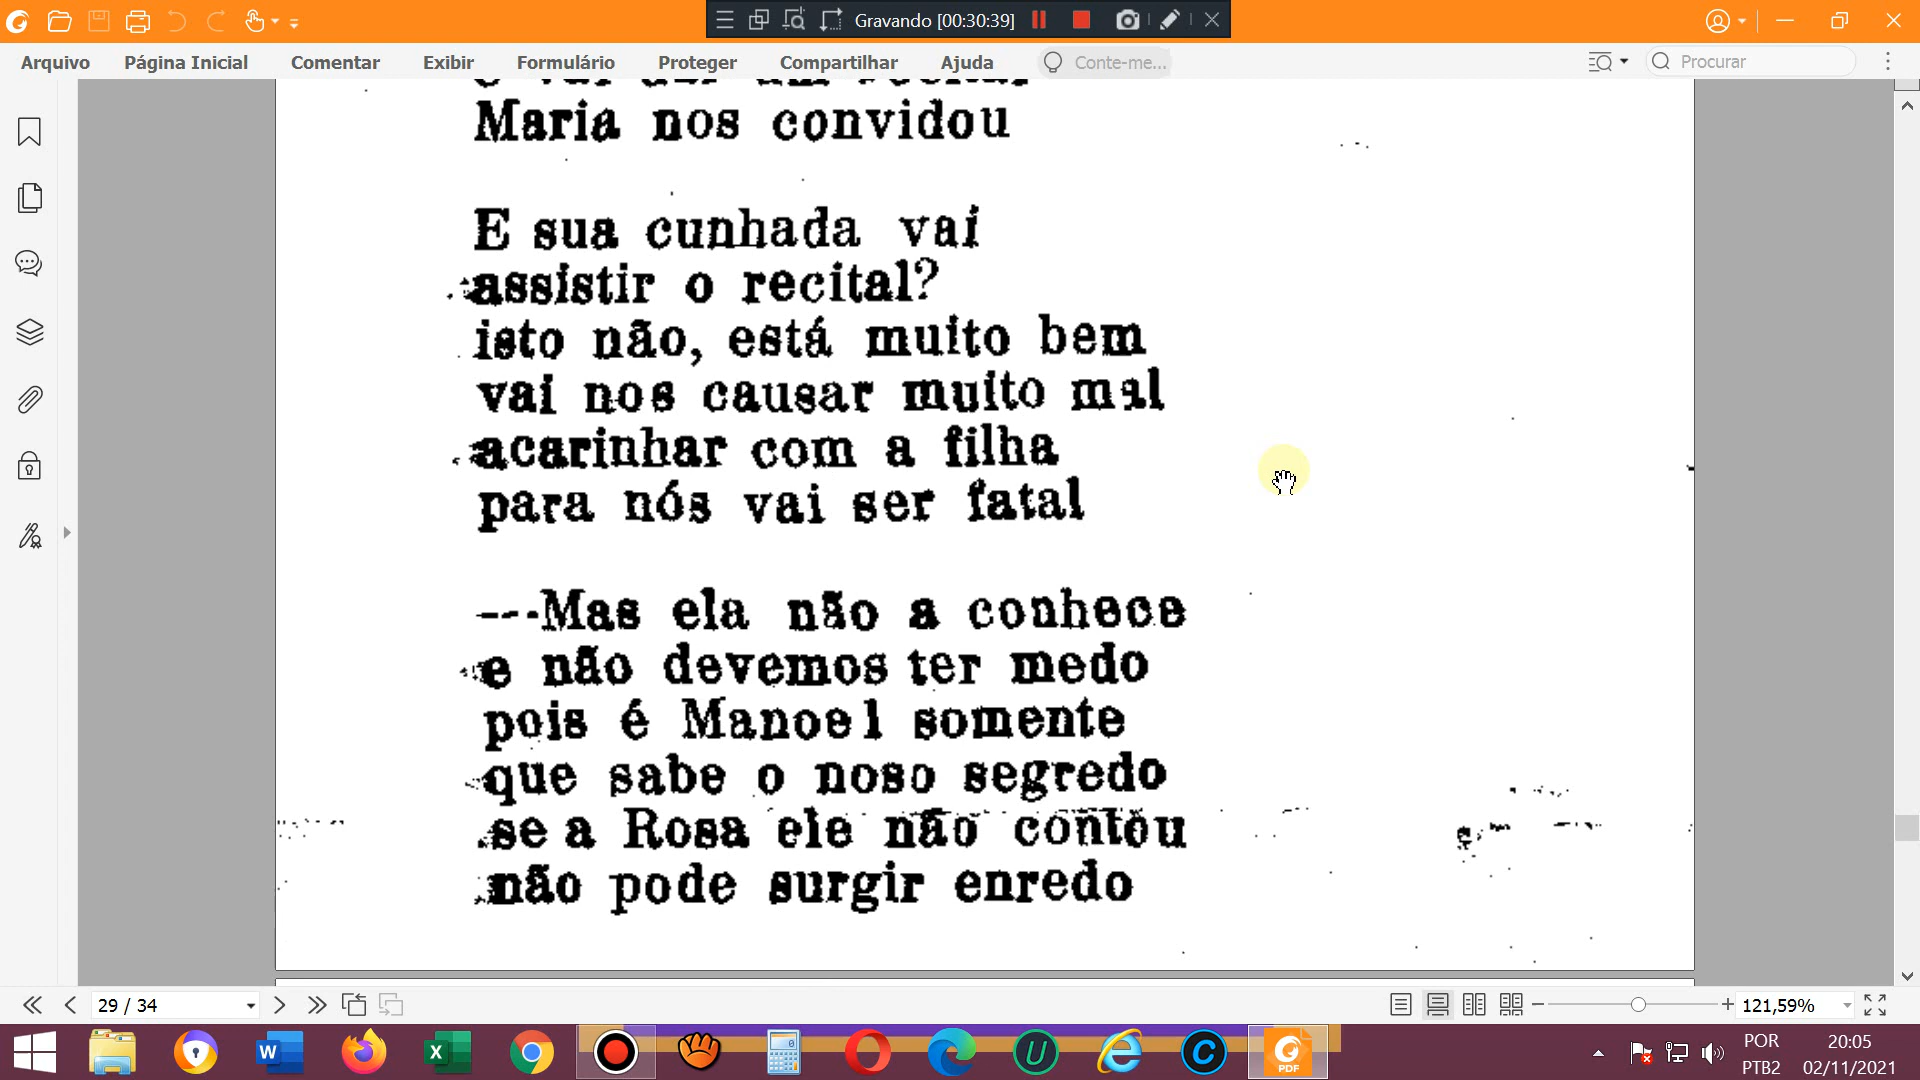 Gravando [00:30:39]
Arquivo Página Inicial Comentar Exibir Formulário Proteger Compartilhar Ajuda Conte-me... Procurar
Maria nos convidou
E sua cunhada vai
assistir o recital?
isto não, está muito bem
vai nos causar muito mal
acarinhar com a filha
para nós vai ser fatal
---Mas ela não a conhece
e não devemos ter medo
pois é Manoel somente
que sabe o noso segredo
se a Rosa ele não contou
não pode surgir enredo
29 / 34
121,59%
POR
PTB2
20:05
02/11/2021
PDF